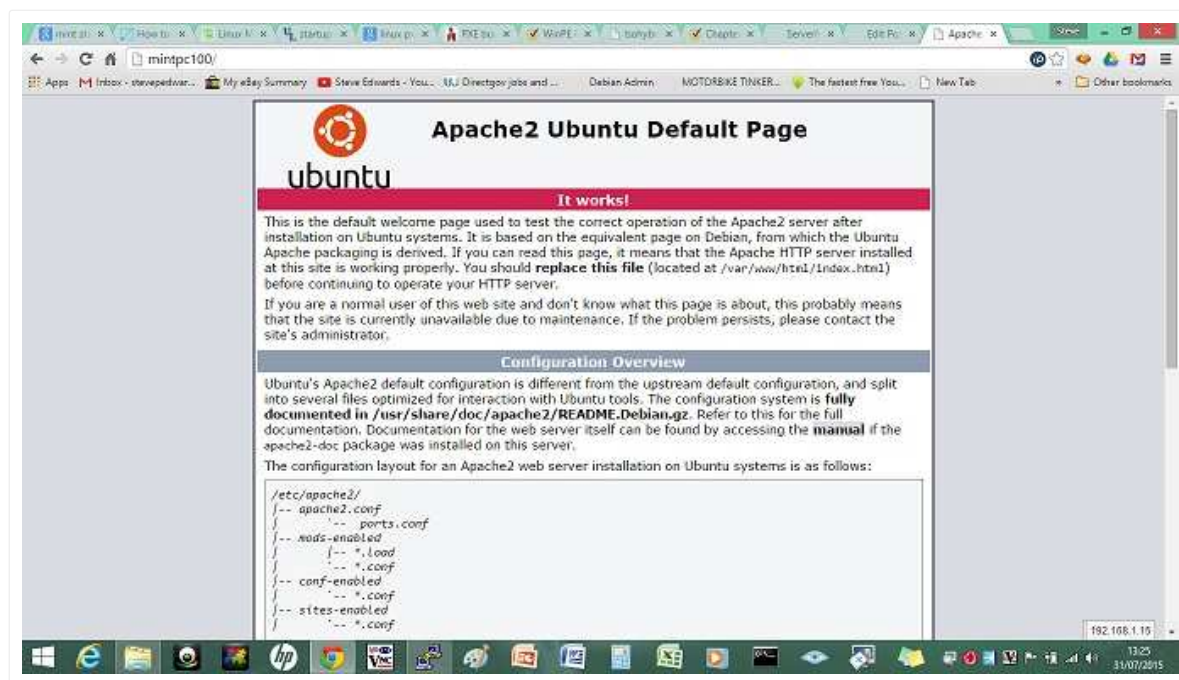 Linux
startup
linux
Edit Po
Apache
Steve
mintpc100/
Apps
Inbox - stevepedwar...
My eBay Summary
Steve Edwards - You...
Directgov jobs and ...
Debian Admin
MOTORBIKE TINKER...
The fastest free You...
New Tab
Other bookmarks
ubuntu
Apache2 Ubuntu Default Page
It works!
This is the default welcome page used to test the correct operation of the Apache2 server after
installation on Ubuntu systems. It is based on the equivalent page on Debian, from which the Ubuntu
Apache packaging is derived. If you can read this page, it means that the Apache HTTP server installed
at this site is working properly. You should replace this file (located at /var/www/html/index.html)
before continuing to operate your HTTP server.
If you are a normal user of this web site and don't know what this page is about, this probably means
that the site is currently unavailable due to maintenance. If the problem persists, please contact the
site's administrator.
Configuration Overview
Ubuntu's Apache2 default configuration is different from the upstream default configuration, and split
into several files optimized for interaction with Ubuntu tools. The configuration system is fully
documented in /usr/share/doc/apache2/README.Debian.gz. Refer to this for the full
documentation. Documentation for the web server itself can be found by accessing the manual if the
apache2-doc package was installed on this server.
The configuration layout for an Apache2 web server installation on Ubuntu systems is as follows:
/etc/apache2/
|-- apache2.conf
|       `--  ports.conf
|-- mods-enabled
|       |-- *.load
|       `-- *.conf
|-- conf-enabled
|       `-- *.conf
|-- sites-enabled
|       `-- *.conf
192.168.1.16
hp
VNC
13:25
31/07/2015